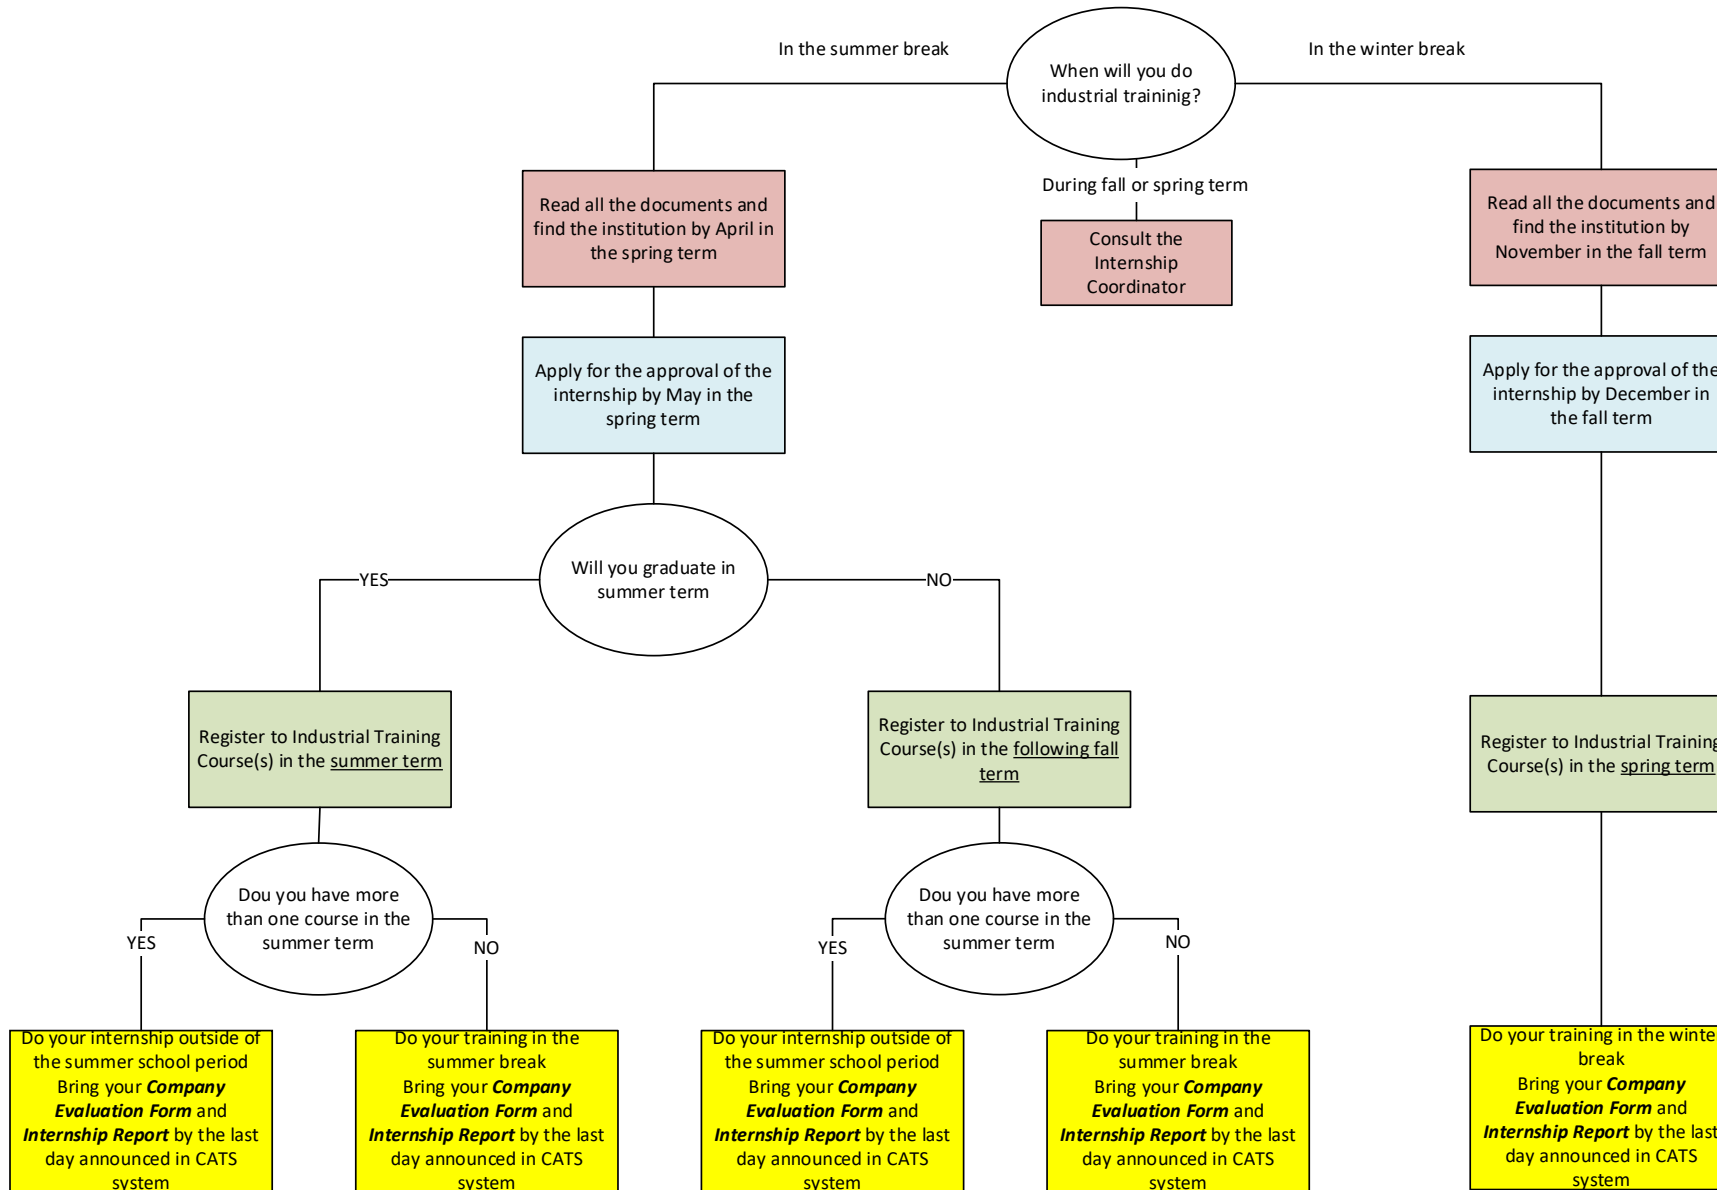 In the summer break
When will you do
industrial traininig?
In the winter break
During fall or spring term
Read all the documents and
find the institution by April in
the spring term
Consult the
Internship
Coordinator
Read all the documents and
find the institution by
November in the fall term
Apply for the approval of the
internship by May in the
spring term
Apply for the approval of the
internship by December in
the fall term
Will you graduate in
summer term
YES
NO
Register to Industrial Training
Course(s) in the summer term
Register to Industrial Training
Course(s) in the following fall
term
Register to Industrial Training
Course(s) in the spring term
Dou you have more
than one course in the
summer term
YES
NO
Dou you have more
than one course in the
summer term
YES
NO
Do your internship outside of
the summer school period
Bring your Company
Evaluation Form and
Internship Report by the last
day announced in CATS
system
Do your training in the
summer break
Bring your Company
Evaluation Form and
Internship Report by the last
day announced in CATS
system
Do your internship outside of
the summer school period
Bring your Company
Evaluation Form and
Internship Report by the last
day announced in CATS
system
Do your training in the
summer break
Bring your Company
Evaluation Form and
Internship Report by the last
day announced in CATS
system
Do your training in the winter
break
Bring your Company
Evaluation Form and
Internship Report by the last
day announced in CATS
system